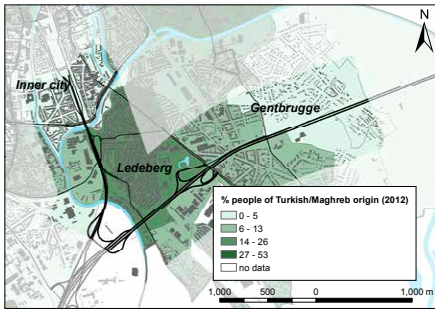 N
Inner city
Gentbrugge
Ledeberg
% people of Turkish/Maghreb origin (2012)
0 - 5
6 - 13
14 - 26
27 - 53
no data
1,000 500 0 1,000 m